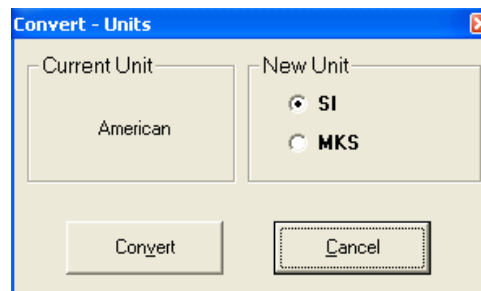 Convert - Units
Current Unit
American
New Unit
SI
MKS
Convert
Cancel